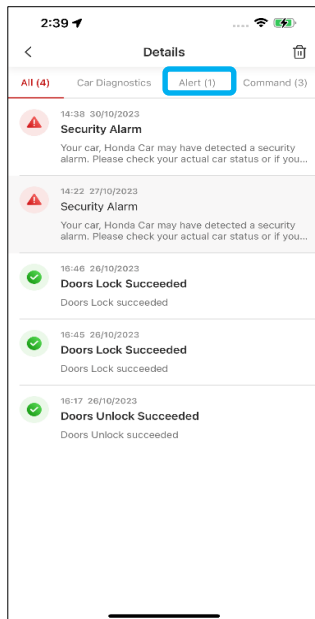 2:39
Details
All (4) Car Diagnostics Alert (1) Command (3)
14:38 30/10/2023
Security Alarm
Your car, Honda Car may have detected a security
alarm. Please check your actual car status or if you...
14:22 27/10/2023
Security Alarm
Your car, Honda Car may have detected a security
alarm. Please check your actual car status or if you...
16:46 26/10/2023
Doors Lock Succeeded
Doors Lock succeeded
16:45 26/10/2023
Doors Lock Succeeded
Doors Lock succeeded
16:17 26/10/2023
Doors Unlock Succeeded
Doors Unlock succeeded